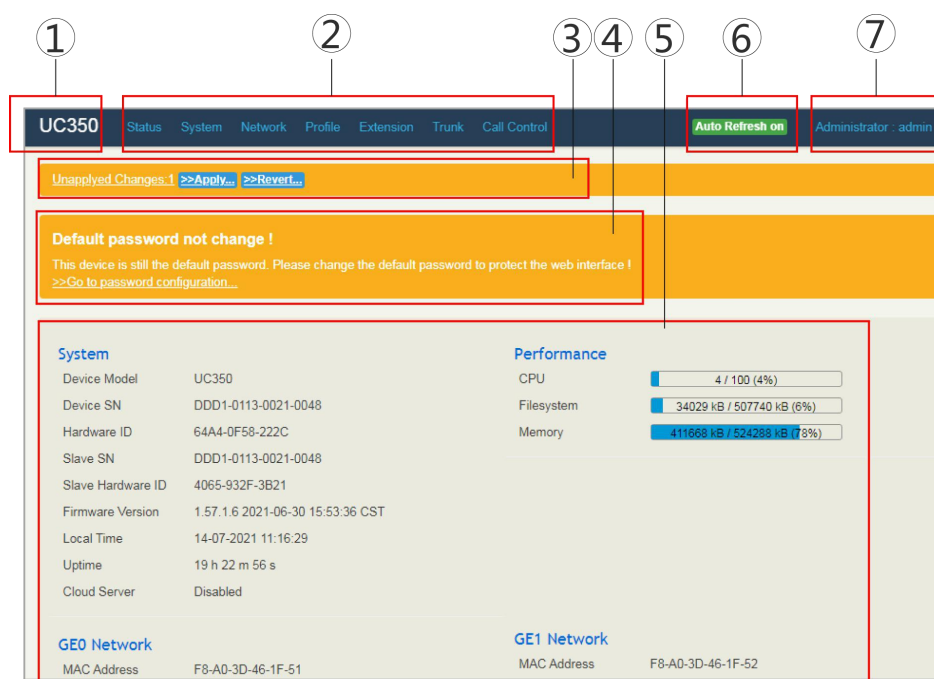 ① ② ③ ④ ⑤ ⑥ ⑦
UC350 Status System Network Profile Extension Trunk Call Control Auto Refresh on Administrator : admin
Unapplyed Changes:1 >>Apply... >>Revert...
Default password not change !
This device is still the default password. Please change the default password to protect the web interface !
>>Go to password configuration...
System
Device Model UC350
Device SN DDD1-0113-0021-0048
Hardware ID 64A4-0F58-222C
Slave SN DDD1-0113-0021-0048
Slave Hardware ID 4065-932F-3B21
Firmware Version 1.57.1.6 2021-06-30 15:53:36 CST
Local Time 14-07-2021 11:16:29
Uptime 19 h 22 m 56 s
Cloud Server Disabled
Performance
CPU 4 / 100 (4%)
Filesystem 34029 kB / 507740 kB (6%)
Memory 411668 kB / 524288 kB (78%)
GE0 Network
MAC Address F8-A0-3D-46-1F-51
GE1 Network
MAC Address F8-A0-3D-46-1F-52